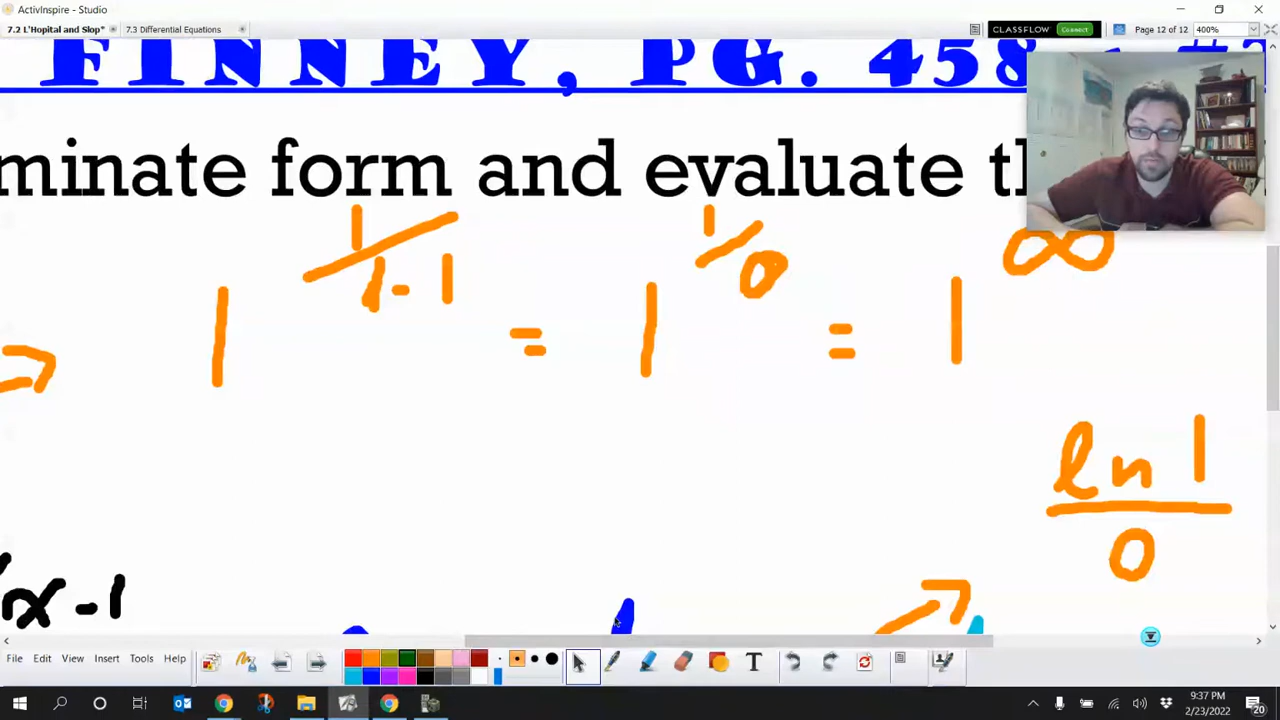 ActivInspire - Studio
7.2 L'Hopital and Slop*
7.3 Differential Equations
CLASSFLOW Connect
Page 12 of 12
400%
FINNEY, PG. 458
minate form and evaluate th
1^1/1-1 = 1^1/0 = 1^∞
ln 1
0
x-1
File Edit View Insert Tools Help
9:37 PM
2/23/2022
20